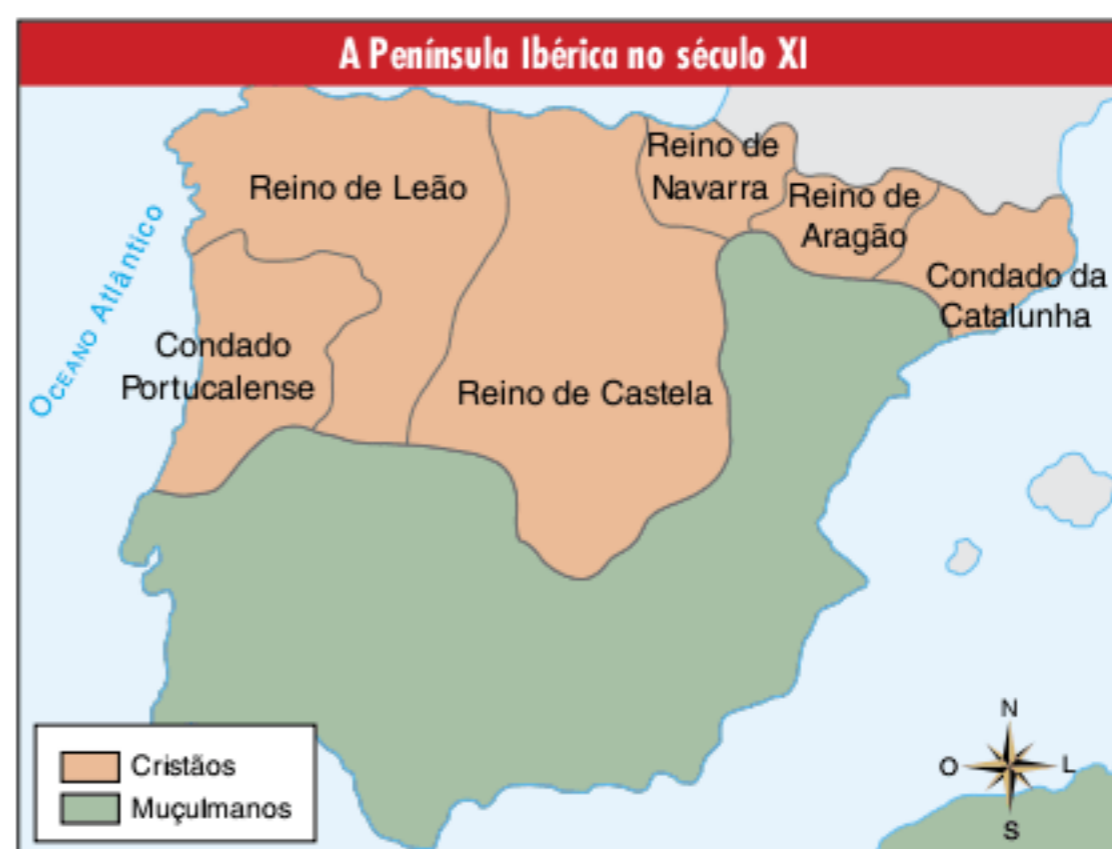 A Península Ibérica no século XI
Reino de Leão
Reino de
Navarra
Reino de
Aragão
Condado da
Catalunha
OCEANO Atlântico
Condado
Portucalense
Reino de Castela
Cristãos
Muçulmanos
N
O
L
S